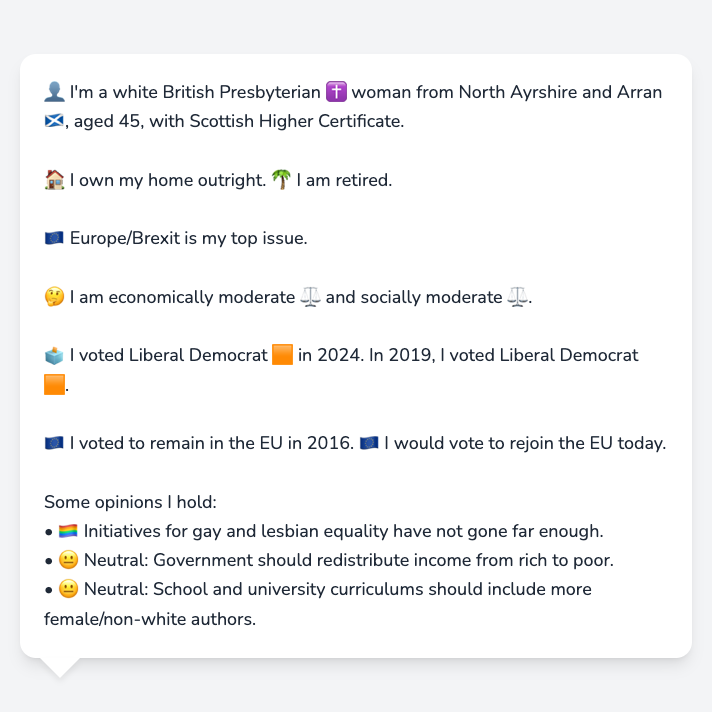 👤 I'm a white British Presbyterian ✝️ woman from North Ayrshire and Arran
🏴󠁧󠁢󠁳󠁣󠁴󠁿, aged 45, with Scottish Higher Certificate.
🏠 I own my home outright. 🌴 I am retired.
🇪🇺 Europe/Brexit is my top issue.
🤔 I am economically moderate ⚖️ and socially moderate ⚖️.
🗳️ I voted Liberal Democrat 🟧 in 2024. In 2019, I voted Liberal Democrat
🟧.
🇪🇺 I voted to remain in the EU in 2016. 🇪🇺 I would vote to rejoin the EU today.
Some opinions I hold:
• 🏳️‍🌈 Initiatives for gay and lesbian equality have not gone far enough.
• 😐 Neutral: Government should redistribute income from rich to poor.
• 😐 Neutral: School and university curriculums should include more
female/non-white authors.